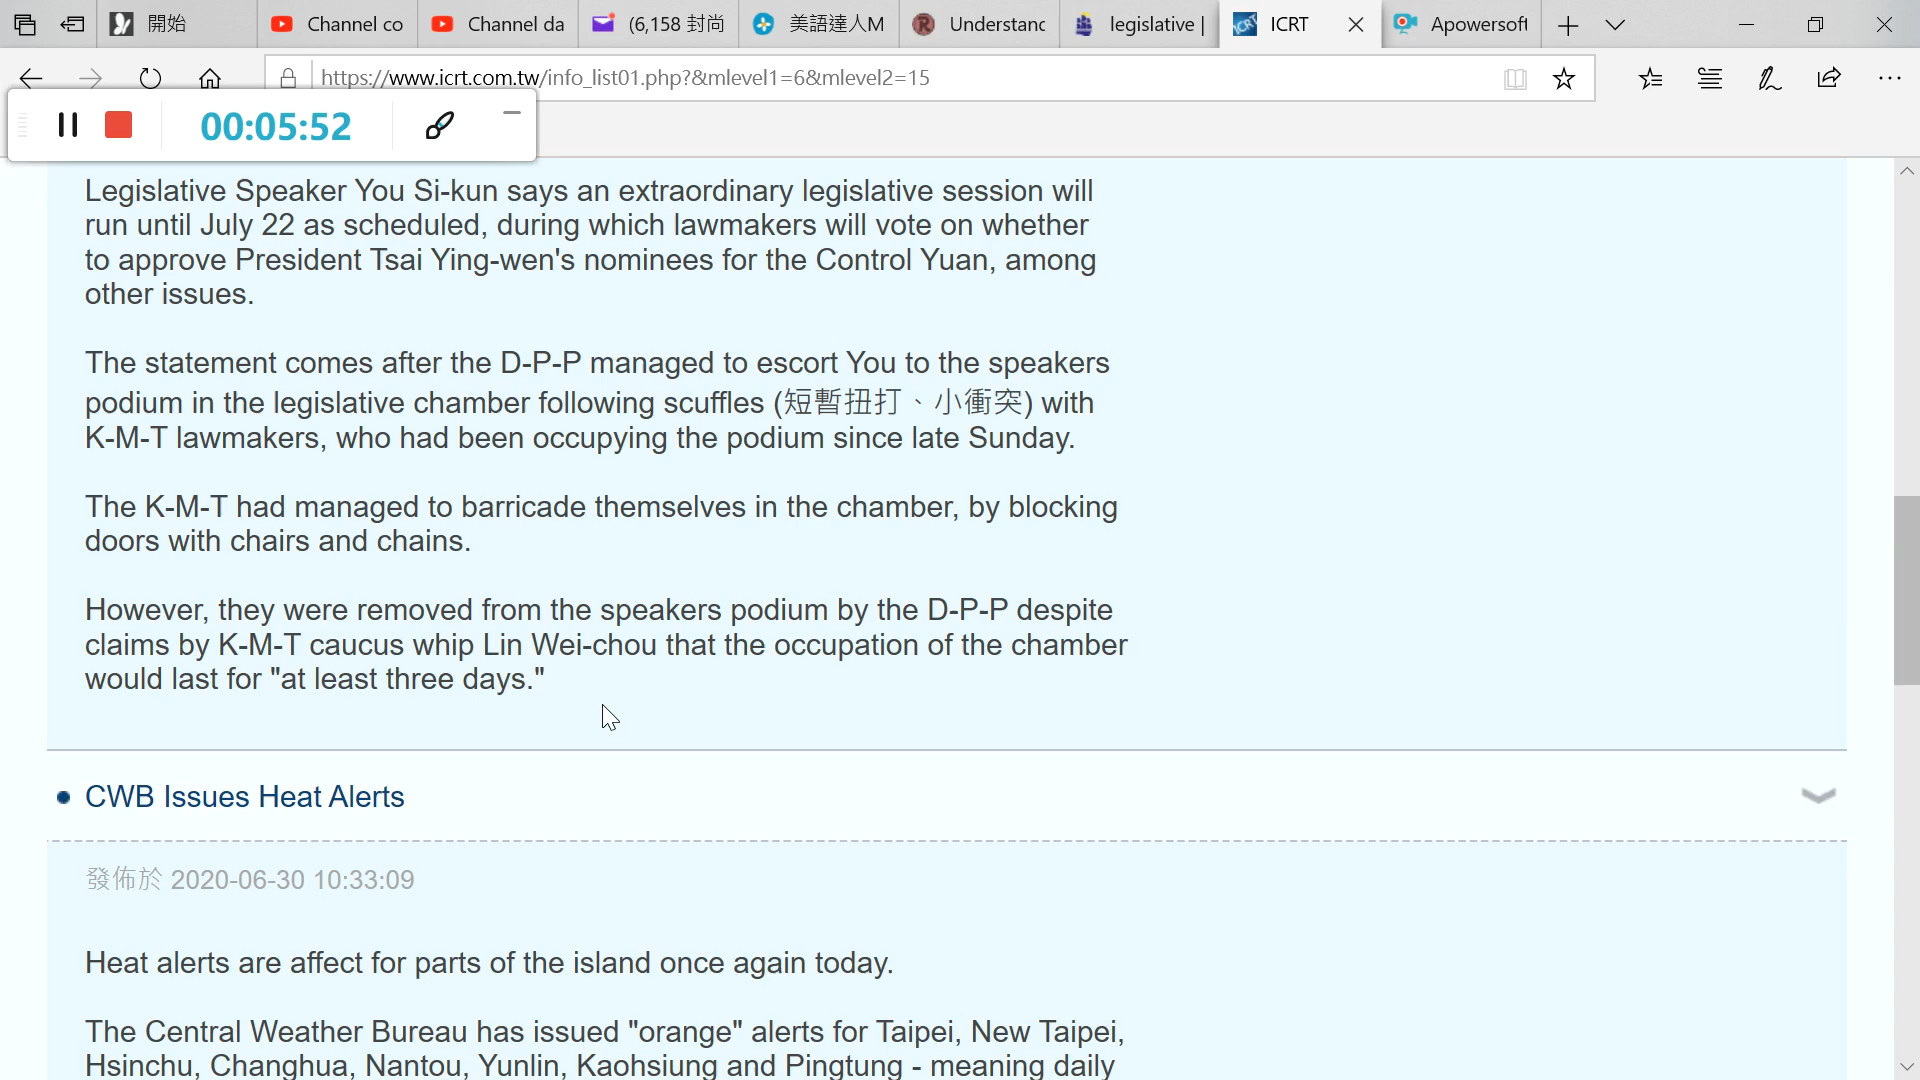 開始
Channel co
Channel da
(6,158 封尚
美語達人M
Understanc
legislative |
ICRT
Apowersoft
https://www.icrt.com.tw/info_list01.php?&mlevel1=6&mlevel2=15
00:05:52
Legislative Speaker You Si-kun says an extraordinary legislative session will
run until July 22 as scheduled, during which lawmakers will vote on whether
to approve President Tsai Ying-wen's nominees for the Control Yuan, among
other issues.
The statement comes after the D-P-P managed to escort You to the speakers
podium in the legislative chamber following scuffles (短暫扭打、小衝突) with
K-M-T lawmakers, who had been occupying the podium since late Sunday.
The K-M-T had managed to barricade themselves in the chamber, by blocking
doors with chairs and chains.
However, they were removed from the speakers podium by the D-P-P despite
claims by K-M-T caucus whip Lin Wei-chou that the occupation of the chamber
would last for "at least three days."
CWB Issues Heat Alerts
發佈於 2020-06-30 10:33:09
Heat alerts are affect for parts of the island once again today.
The Central Weather Bureau has issued "orange" alerts for Taipei, New Taipei,
Hsinchu, Changhua, Nantou, Yunlin, Kaohsiung and Pingtung - meaning daily